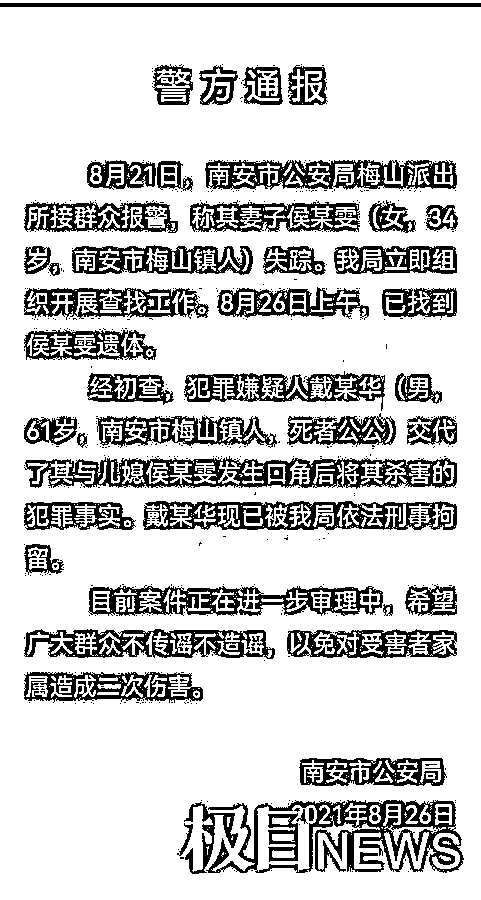 警方通报
8月21日，南安市公安局梅山派出
所接群众报警，称其妻子侯某雯（女，34
岁，南安市梅山镇人）失踪。我局立即组
织开展查找工作。8月26日上午，已找到
侯某雯遗体。
经初查，犯罪嫌疑人戴某华（男，
61岁，南安市梅山镇人，死者公公）交代
了其与儿媳侯某雯发生口角后将其杀害的
犯罪事实。戴某华现已被我局依法刑事拘
留。
目前案件正在进一步审理中，希望
广大群众不传谣不造谣，以免对受害者家
属造成二次伤害。
南安市公安局
2021年8月26日
极目NEWS